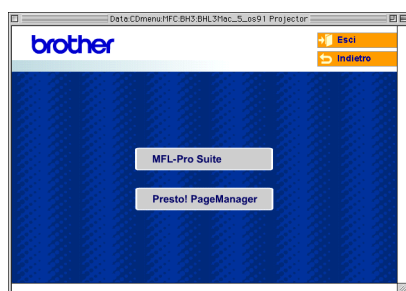 Data:CDmenu:MFC:BH3:BHL3Mac_5_os91 Projector
brother
Esci
Indietro
MFL-Pro Suite
Presto! PageManager